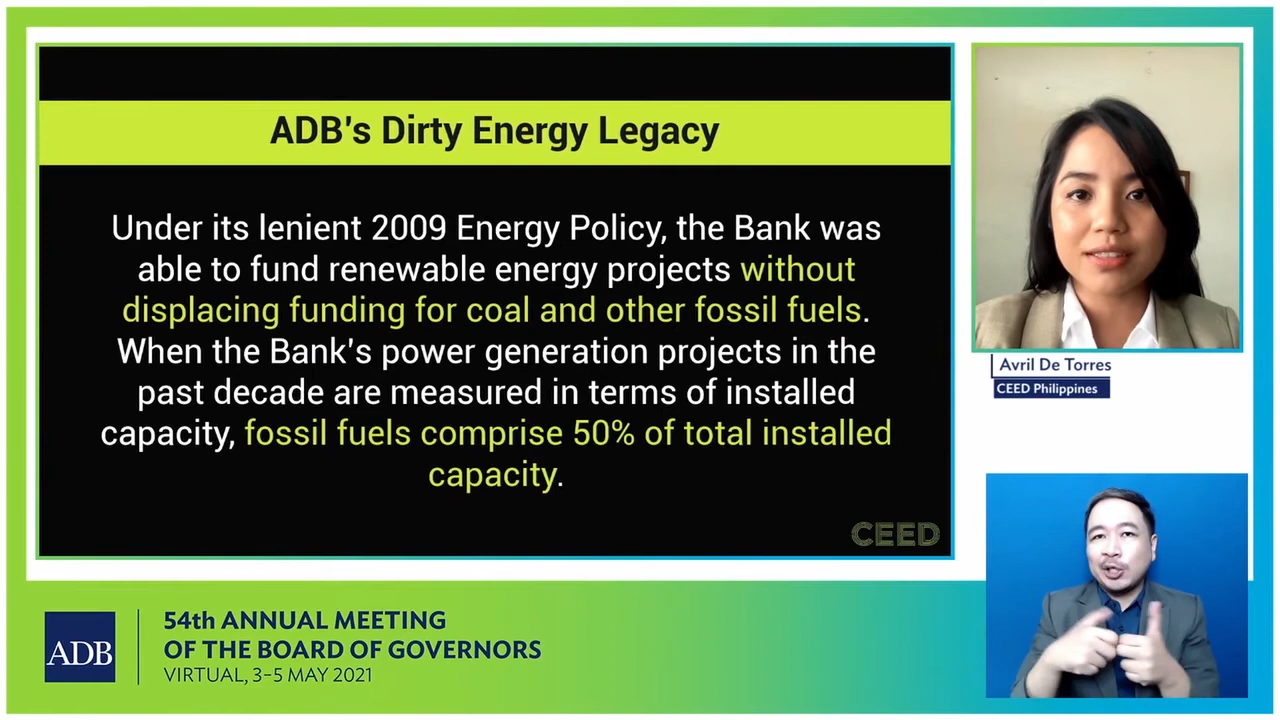 ADB's Dirty Energy Legacy
Under its lenient 2009 Energy Policy, the Bank was
able to fund renewable energy projects without
displacing funding for coal and other fossil fuels.
When the Bank's power generation projects in the
past decade are measured in terms of installed
capacity, fossil fuels comprise 50% of total installed
capacity.
CEED
Avril De Torres
CEED Philippines
ADB
54th ANNUAL MEETING
OF THE BOARD OF GOVERNORS
VIRTUAL, 3–5 MAY 2021